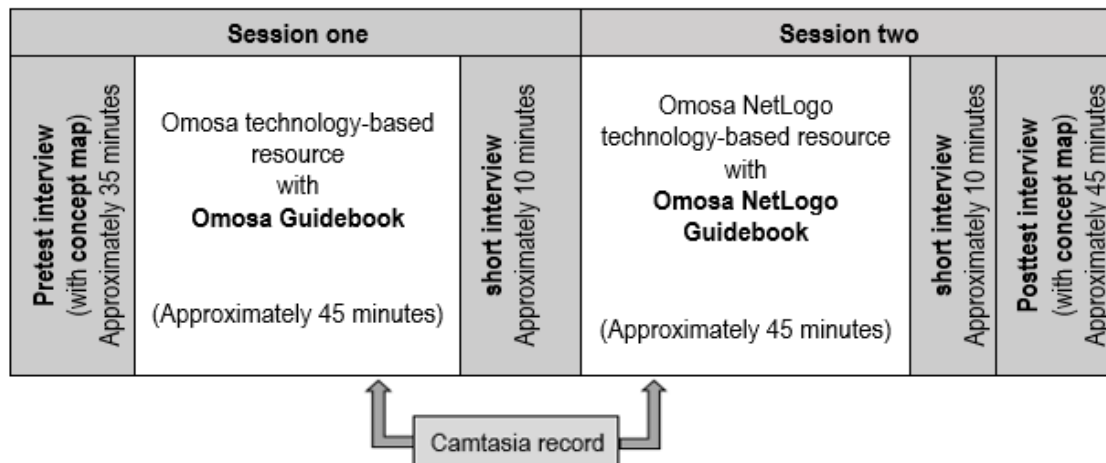 Session one
Session two
Pretest interview
(with concept map)
Approximately 35 minutes
Omosa technology-based
resource
with
Omosa Guidebook
(Approximately 45 minutes)
short interview
Approximately 10 minutes
Omosa NetLogo
technology-based resource
with
Omosa NetLogo
Guidebook
(Approximately 45 minutes)
short interview
Approximately 10 minutes
Posttest interview
(with concept map)
Approximately 45 minutes
Camtasia record